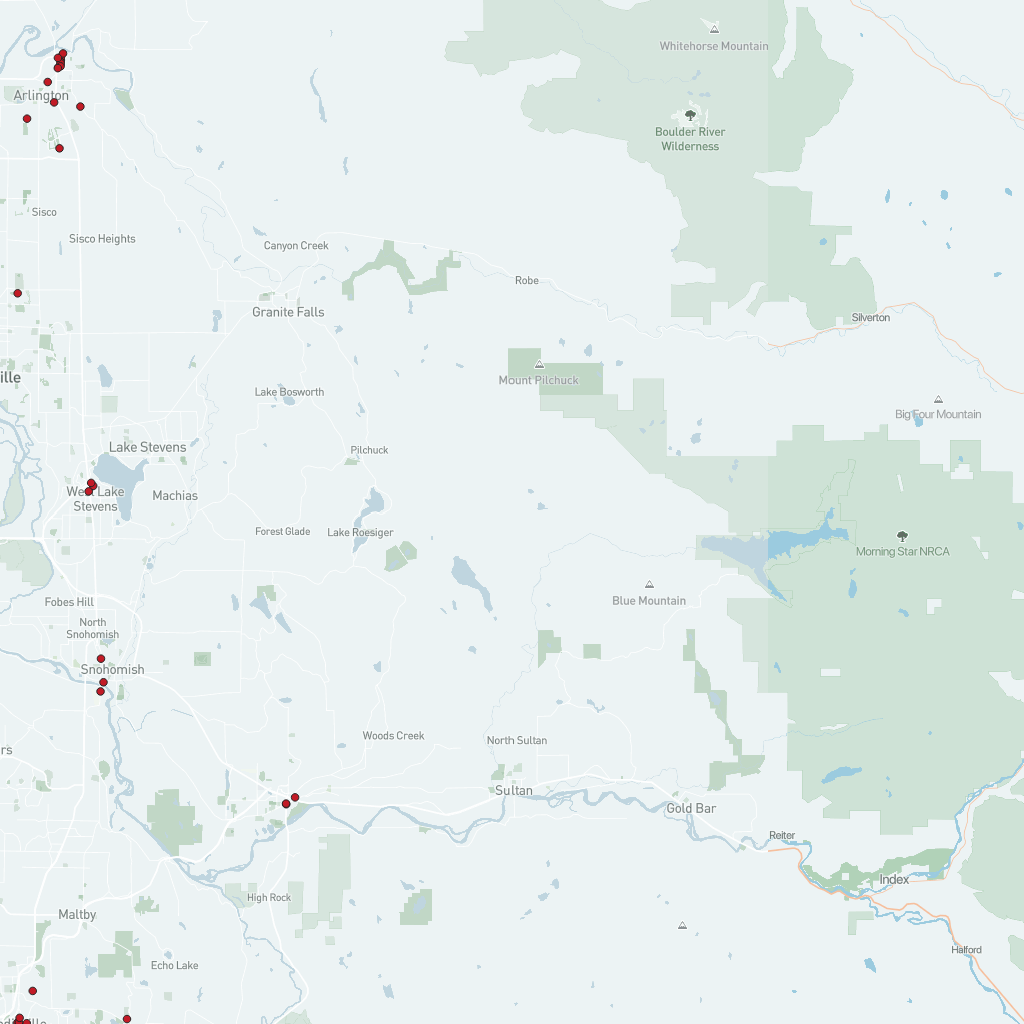 Whitehorse Mountain
Arlington
Boulder River
Wilderness
Sisco
Sisco Heights
Canyon Creek
Robe
Granite Falls
Silverton
ille
Mount Pilchuck
Lake Bosworth
Big Four Mountain
Lake Stevens
Pilchuck
West Lake
Stevens
Machias
Forest Glade
Lake Roesiger
Morning Star NRCA
Fobes Hill
Blue Mountain
North
Snohomish
Snohomish
Woods Creek
North Sultan
rs
Sultan
Gold Bar
Reiter
Index
High Rock
Maltby
Halford
Echo Lake